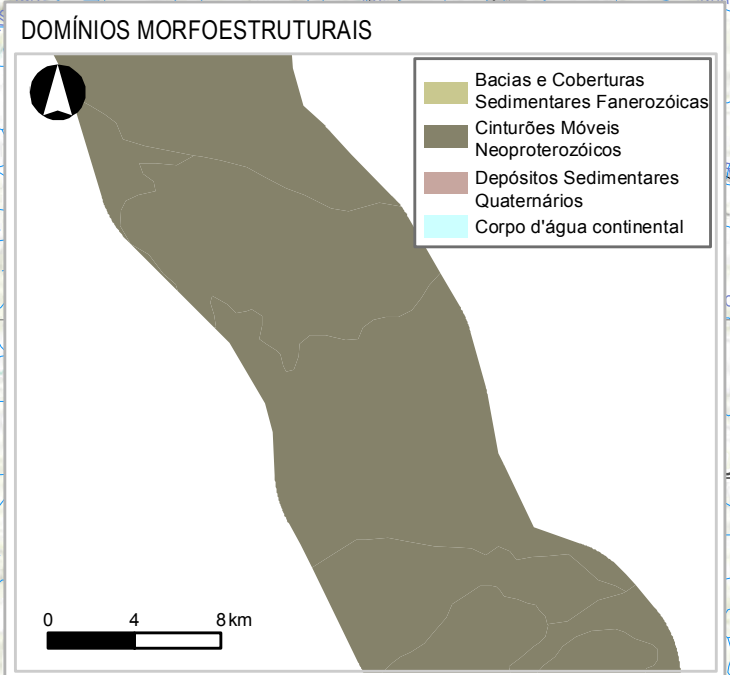 DOMÍNIOS MORFOESTRUTURAIS
Bacias e Coberturas
Sedimentares Fanerozóicas
Cinturões Móveis
Neoproterozóicos
Depósitos Sedimentares
Quaternários
Corpo d'água continental
0 4 8 km